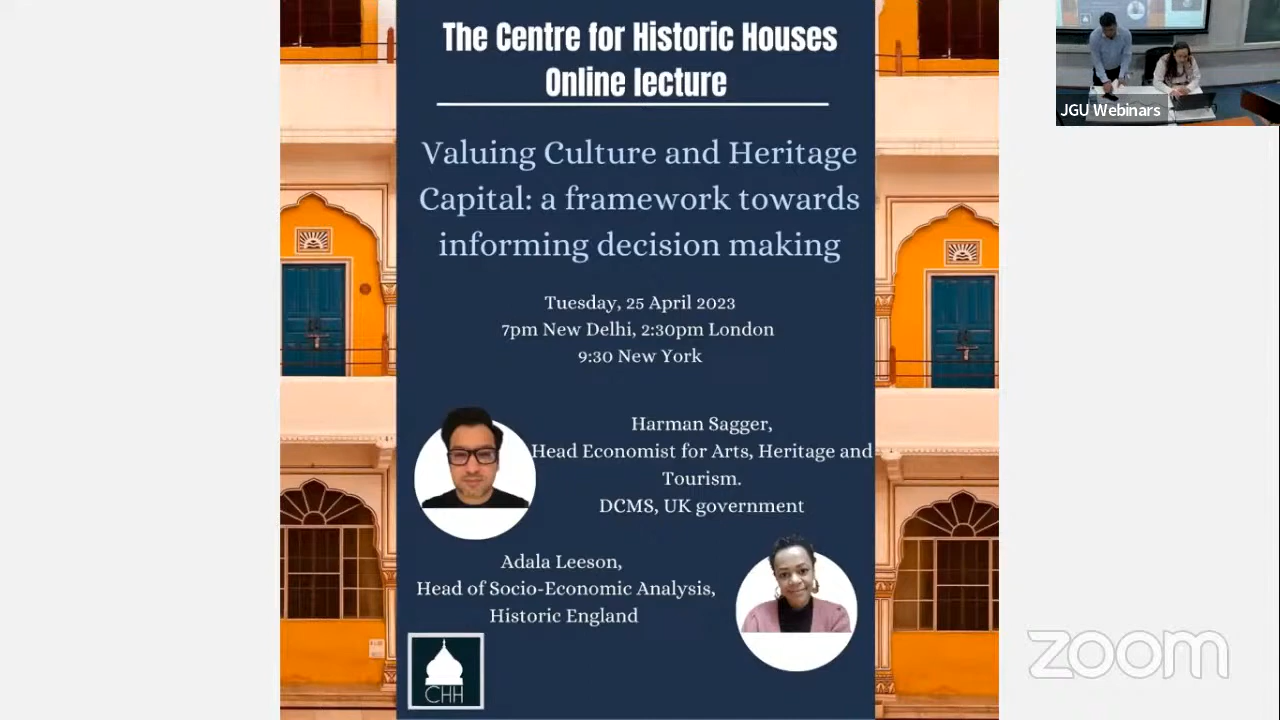 The Centre for Historic Houses
Online lecture
Valuing Culture and Heritage
Capital: a framework towards
informing decision making
Tuesday, 25 April 2023
7pm New Delhi, 2:30pm London
9:30 New York
Harman Sagger,
Head Economist for Arts, Heritage and
Tourism.
DCMS, UK government
Adala Leeson,
Head of Socio-Economic Analysis,
Historic England
CHH
JGU Webinars
zoom